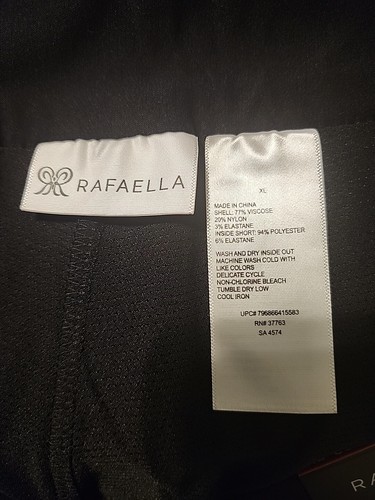 RAFAELLA
XL
MADE IN CHINA
SHELL: 77% VISCOSE
20% NYLON
3% ELASTANE
INSIDE SHORT: 94% POLYESTER
6% ELASTANE
WASH AND DRY INSIDE OUT
MACHINE WASH COLD WITH
LIKE COLORS
DELICATE CYCLE
NON-CHLORINE BLEACH
TUMBLE DRY LOW
COOL IRON
UPC# 796866415583
RN# 37763
SA 4574